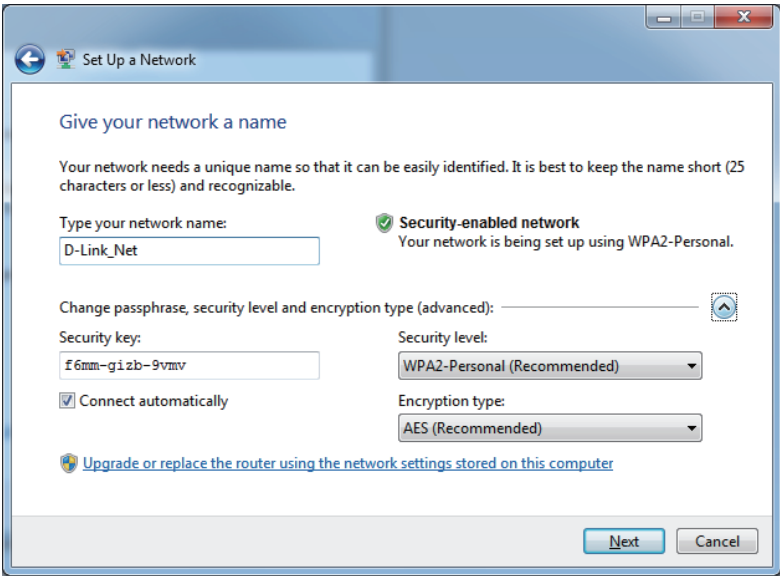 Set Up a Network
Give your network a name
Your network needs a unique name so that it can be easily identified. It is best to keep the name short (25
characters or less) and recognizable.
Type your network name:
D-Link_Net
Security-enabled network
Your network is being set up using WPA2-Personal.
Change passphrase, security level and encryption type (advanced):
Security key:
f6mm-gizb-9vmv
Security level:
WPA2-Personal (Recommended)
Connect automatically
Encryption type:
AES (Recommended)
Upgrade or replace the router using the network settings stored on this computer
Next
Cancel